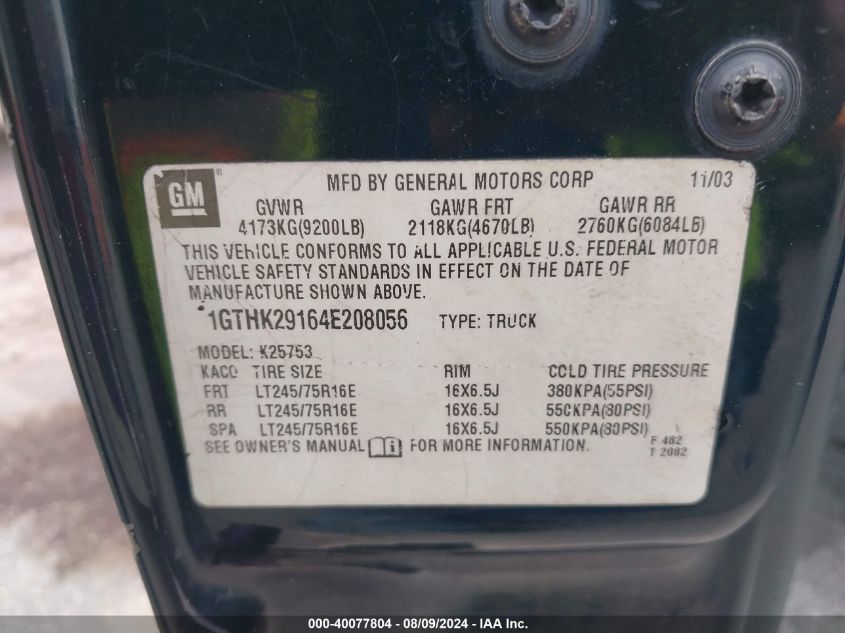 GM
MFD BY GENERAL MOTORS CORP 11/03
GVWR GAWR FRT GAWR RR
4173KG(9200LB) 2118KG(4670LB) 2760KG(6084LB)
THIS VEHICLE CONFORMS TO ALL APPLICABLE U.S. FEDERAL MOTOR
VEHICLE SAFETY STANDARDS IN EFFECT ON THE DATE OF
MANUFACTURE SHOWN ABOVE.
1GTHK29164E208056 TYPE: TRUCK
MODEL: K25753
KACO TIRE SIZE RIM COLD TIRE PRESSURE
FRT LT245/75R16E 16X6.5J 380KPA(55PSI)
RR LT245/75R16E 16X6.5J 550KPA(80PSI)
SPA LT245/75R16E 16X6.5J 550KPA(80PSI)
SEE OWNER'S MANUAL FOR MORE INFORMATION.
F 482
T 2082
000-40077804 - 08/09/2024 - IAA Inc.